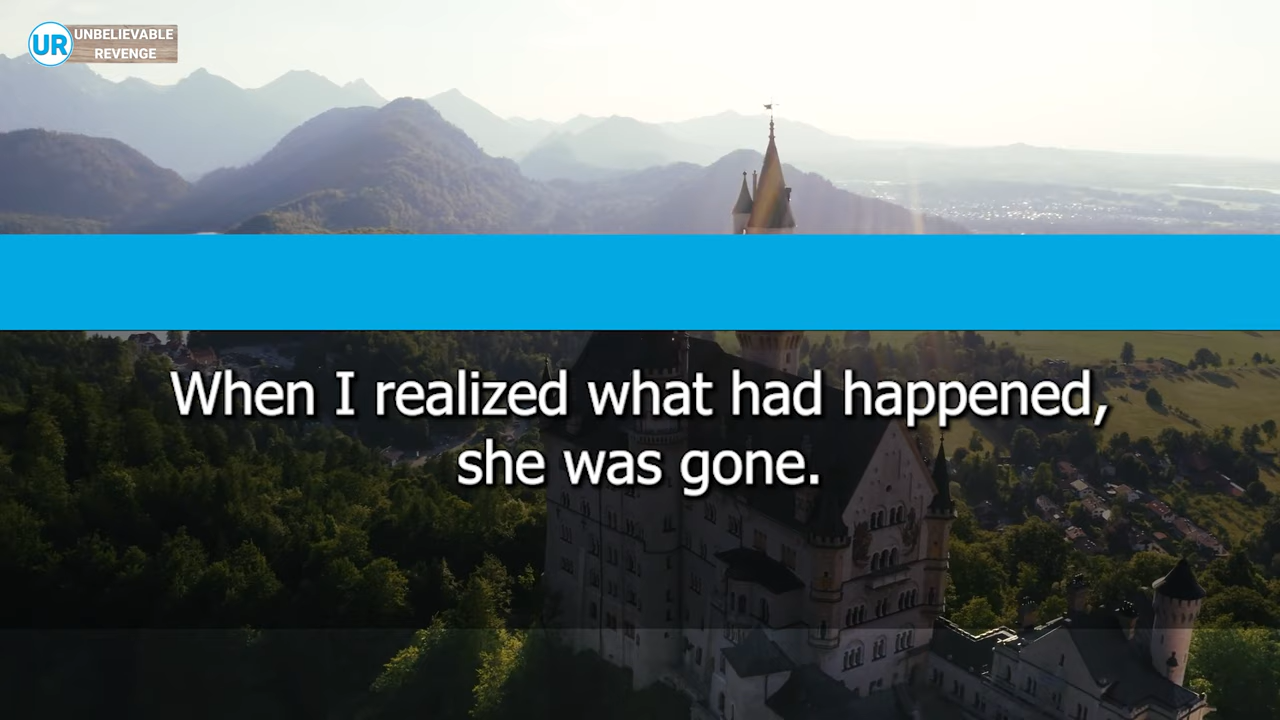 UR
UNBELIEVABLE
REVENGE
When I realized what had happened,
she was gone.